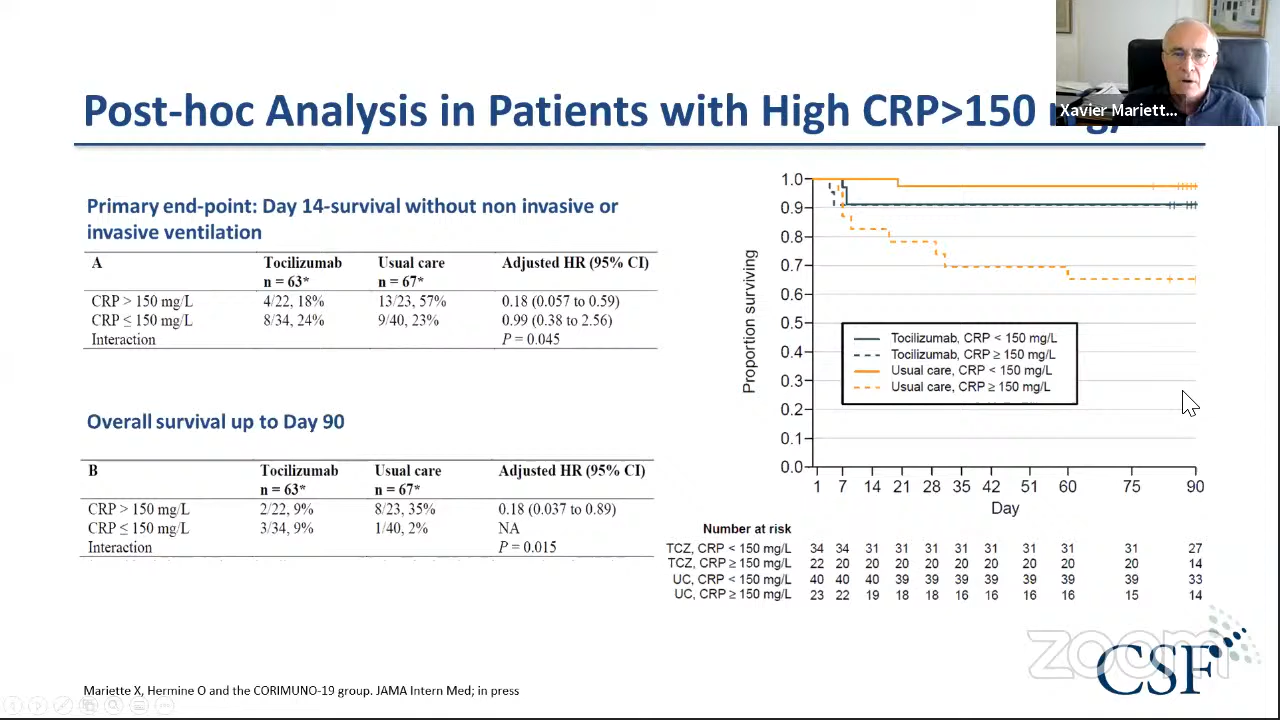 Post-hoc Analysis in Patients with High CRP>150 mg/
Xavier Mariett...
Primary end-point: Day 14-survival without non invasive or
invasive ventilation
A Tocilizumab Usual care Adjusted HR (95% CI)
n = 63* n = 67*
CRP > 150 mg/L 4/22, 18% 13/23, 57% 0.18 (0.057 to 0.59)
CRP ≤ 150 mg/L 8/34, 24% 9/40, 23% 0.99 (0.38 to 2.56)
Interaction P = 0.045
Overall survival up to Day 90
B Tocilizumab Usual care Adjusted HR (95% CI)
n = 63* n = 67*
CRP > 150 mg/L 2/22, 9% 8/23, 35% 0.18 (0.037 to 0.89)
CRP ≤ 150 mg/L 3/34, 9% 1/40, 2% NA
Interaction P = 0.015
Proportion surviving
1.0
0.9
0.8
0.7
0.6
0.5
0.4
0.3
0.2
0.1
0.0
Tocilizumab, CRP < 150 mg/L
Tocilizumab, CRP ≥ 150 mg/L
Usual care, CRP < 150 mg/L
Usual care, CRP ≥ 150 mg/L
1 7 14 21 28 35 42 51 60 75 90
Day
Number at risk
TCZ, CRP < 150 mg/L 34 34 31 31 31 31 31 31 31 31 27
TCZ, CRP ≥ 150 mg/L 22 20 20 20 20 20 20 20 20 20 14
UC, CRP < 150 mg/L 40 40 40 39 39 39 39 39 39 39 33
UC, CRP ≥ 150 mg/L 23 22 19 18 18 16 16 16 16 15 14
zoom
CSF
Mariette X, Hermine O and the CORIMUNO-19 group. JAMA Intern Med; in press